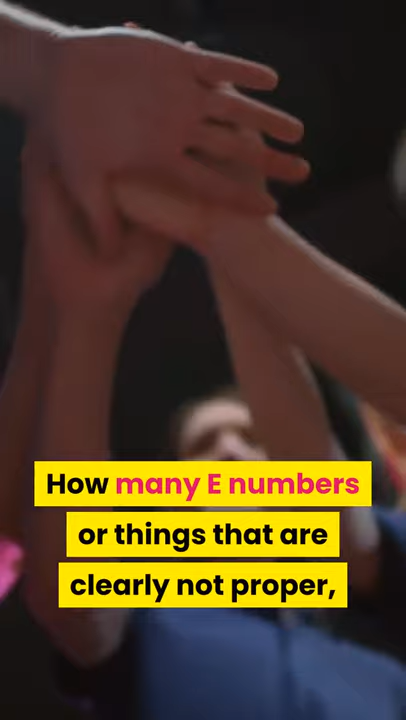 How many E numbers
or things that are
clearly not proper,